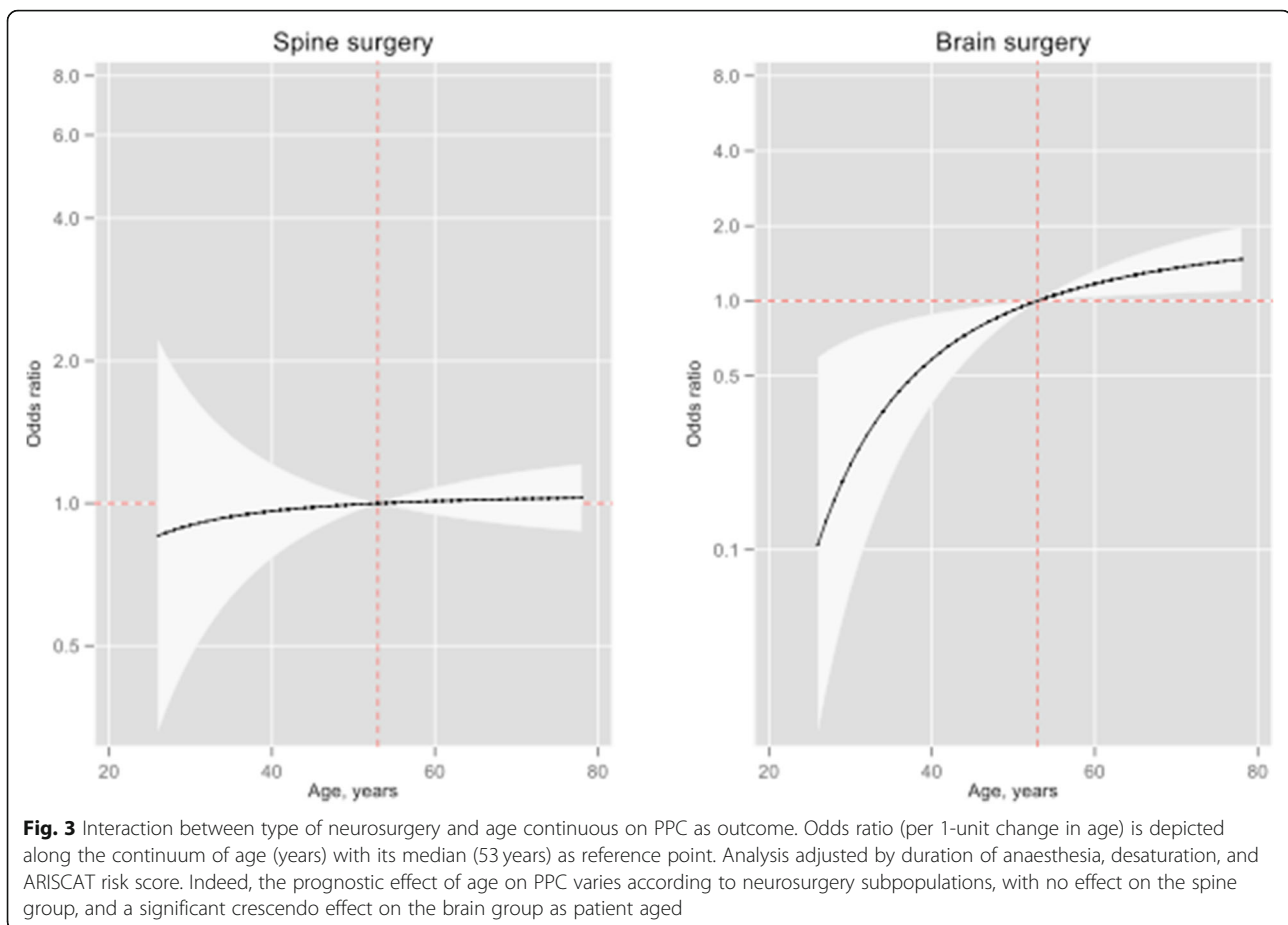 Spine surgery
8.0
6.0
4.0
2.0
1.0
0.5
Odds ratio
20
40
60
80
Age, years
Brain surgery
8.0
4.0
2.0
1.0
0.5
0.1
Odds ratio
20
40
60
80
Age, years
Fig. 3 Interaction between type of neurosurgery and age continuous on PPC as outcome. Odds ratio (per 1-unit change in age) is depicted
along the continuum of age (years) with its median (53 years) as reference point. Analysis adjusted by duration of anaesthesia, desaturation, and
ARISCAT risk score. Indeed, the prognostic effect of age on PPC varies according to neurosurgery subpopulations, with no effect on the spine
group, and a significant crescendo effect on the brain group as patient aged